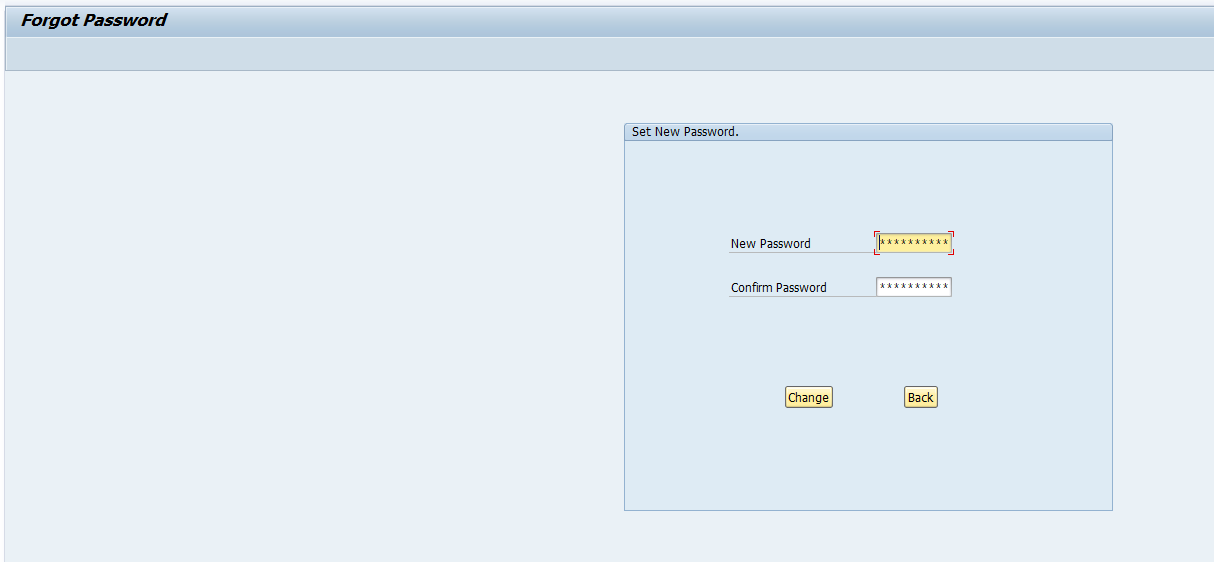 Forgot Password
Set New Password.
New Password **********
Confirm Password **********
Change Back